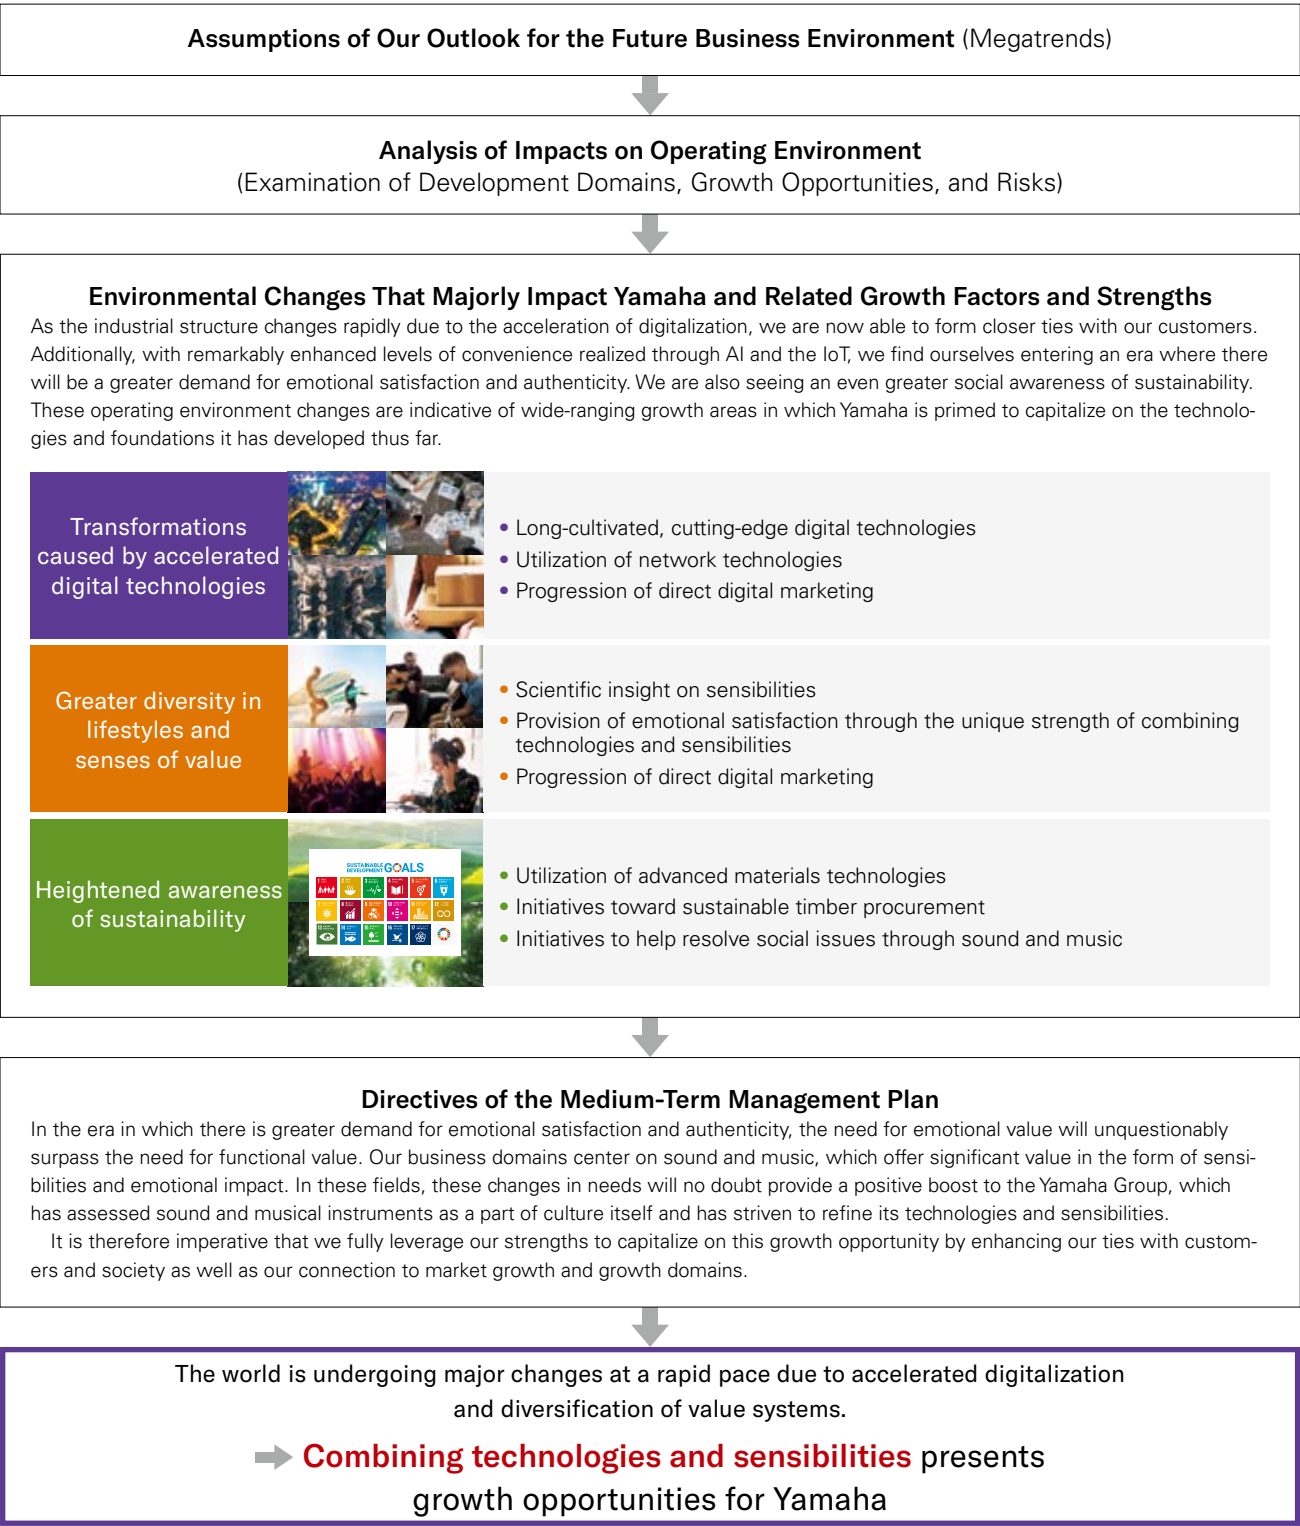 Assumptions of Our Outlook for the Future Business Environment (Megatrends)
Analysis of Impacts on Operating Environment
(Examination of Development Domains, Growth Opportunities, and Risks)
Environmental Changes That Majorly Impact Yamaha and Related Growth Factors and Strengths
As the industrial structure changes rapidly due to the acceleration of digitalization, we are now able to form closer ties with our customers.
Additionally, with remarkably enhanced levels of convenience realized through AI and the IoT, we find ourselves entering an era where there
will be a greater demand for emotional satisfaction and authenticity. We are also seeing an even greater social awareness of sustainability.
These operating environment changes are indicative of wide-ranging growth areas in which Yamaha is primed to capitalize on the technolo-
gies and foundations it has developed thus far.
Transformations
caused by accelerated
digital technologies
• Long-cultivated, cutting-edge digital technologies
• Utilization of network technologies
• Progression of direct digital marketing
Greater diversity in
lifestyles and
senses of value
• Scientific insight on sensibilities
• Provision of emotional satisfaction through the unique strength of combining
technologies and sensibilities
• Progression of direct digital marketing
Heightened awareness
of sustainability
SUSTAINABLE
DEVELOPMENT GOALS
• Utilization of advanced materials technologies
• Initiatives toward sustainable timber procurement
• Initiatives to help resolve social issues through sound and music
Directives of the Medium-Term Management Plan
In the era in which there is greater demand for emotional satisfaction and authenticity, the need for emotional value will unquestionably
surpass the need for functional value. Our business domains center on sound and music, which offer significant value in the form of sensi-
bilities and emotional impact. In these fields, these changes in needs will no doubt provide a positive boost to the Yamaha Group, which
has assessed sound and musical instruments as a part of culture itself and has striven to refine its technologies and sensibilities.
It is therefore imperative that we fully leverage our strengths to capitalize on this growth opportunity by enhancing our ties with custom-
ers and society as well as our connection to market growth and growth domains.
The world is undergoing major changes at a rapid pace due to accelerated digitalization
and diversification of value systems.
Combining technologies and sensibilities presents
growth opportunities for Yamaha